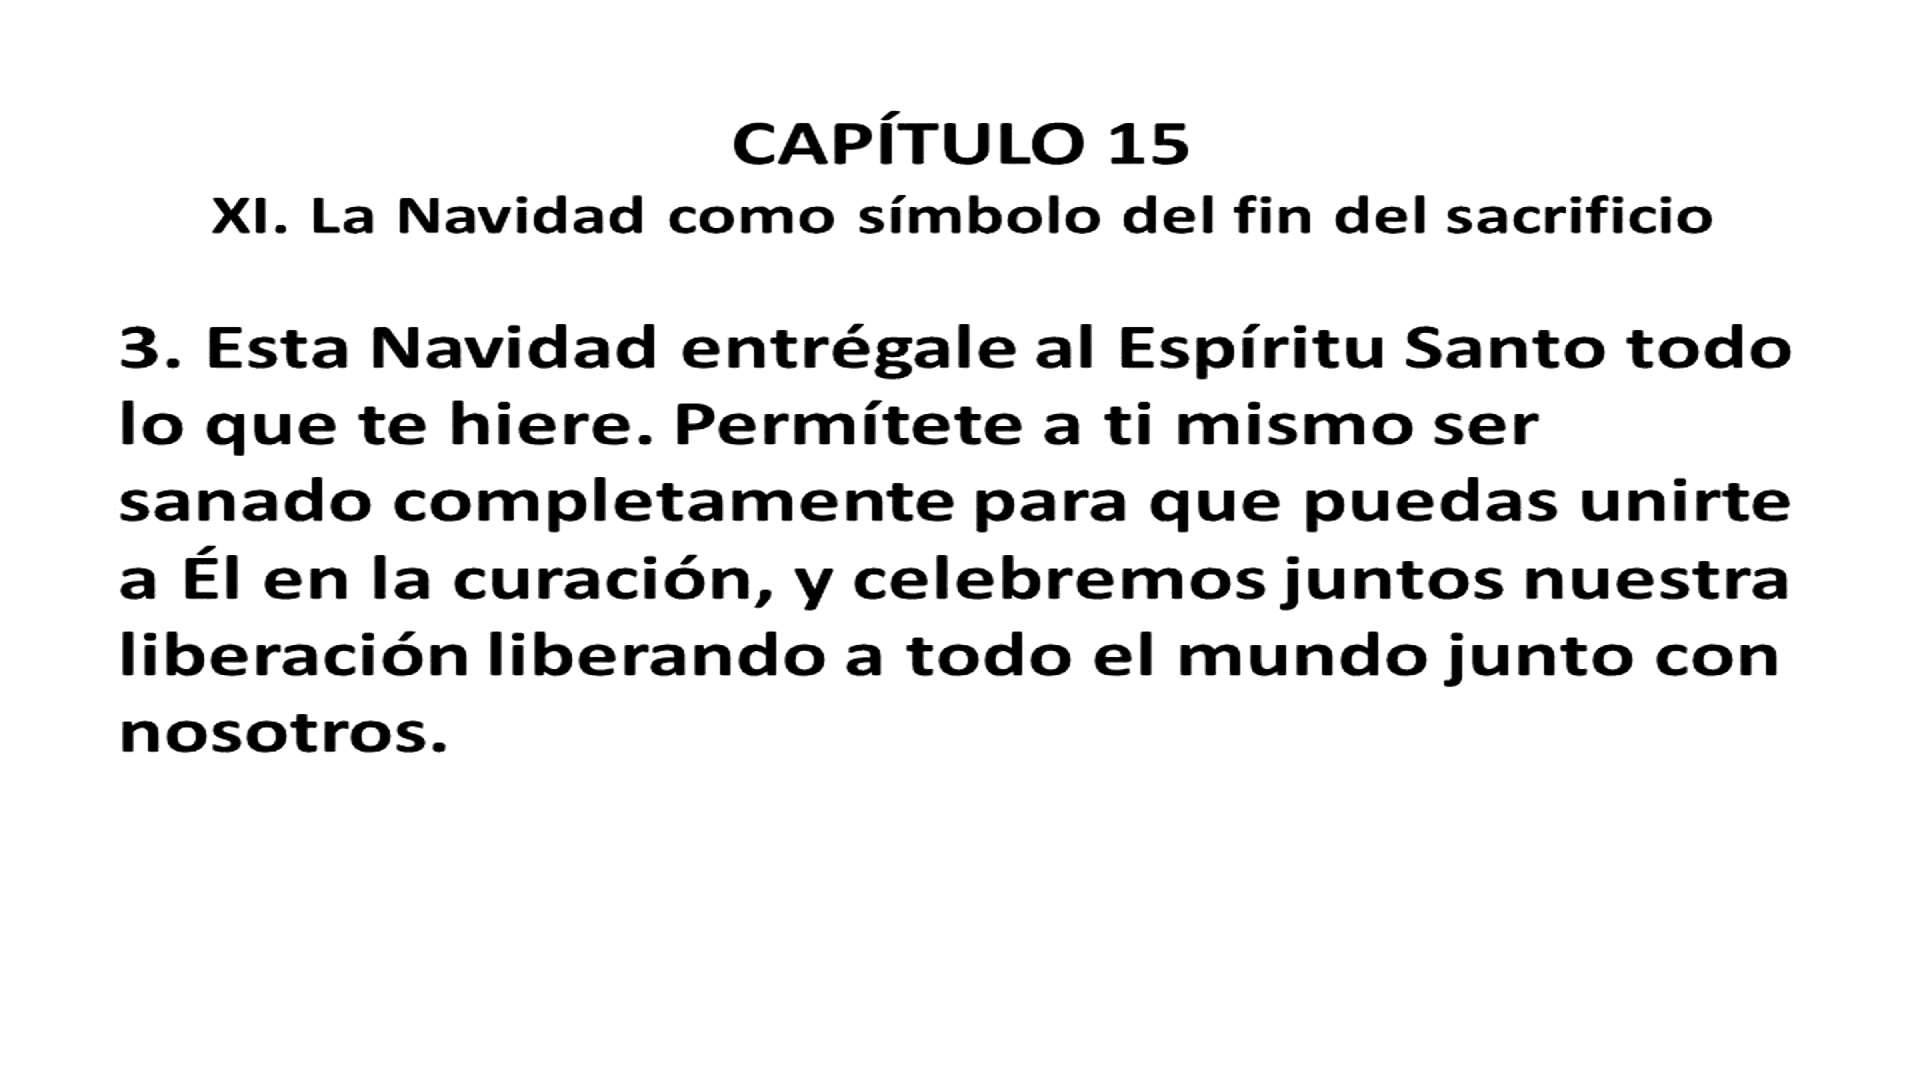 CAPÍTULO 15
XI. La Navidad como símbolo del fin del sacrificio
3. Esta Navidad entrégale al Espíritu Santo todo
lo que te hiere. Permítete a ti mismo ser
sanado completamente para que puedas unirte
a Él en la curación, y celebremos juntos nuestra
liberación liberando a todo el mundo junto con
nosotros.